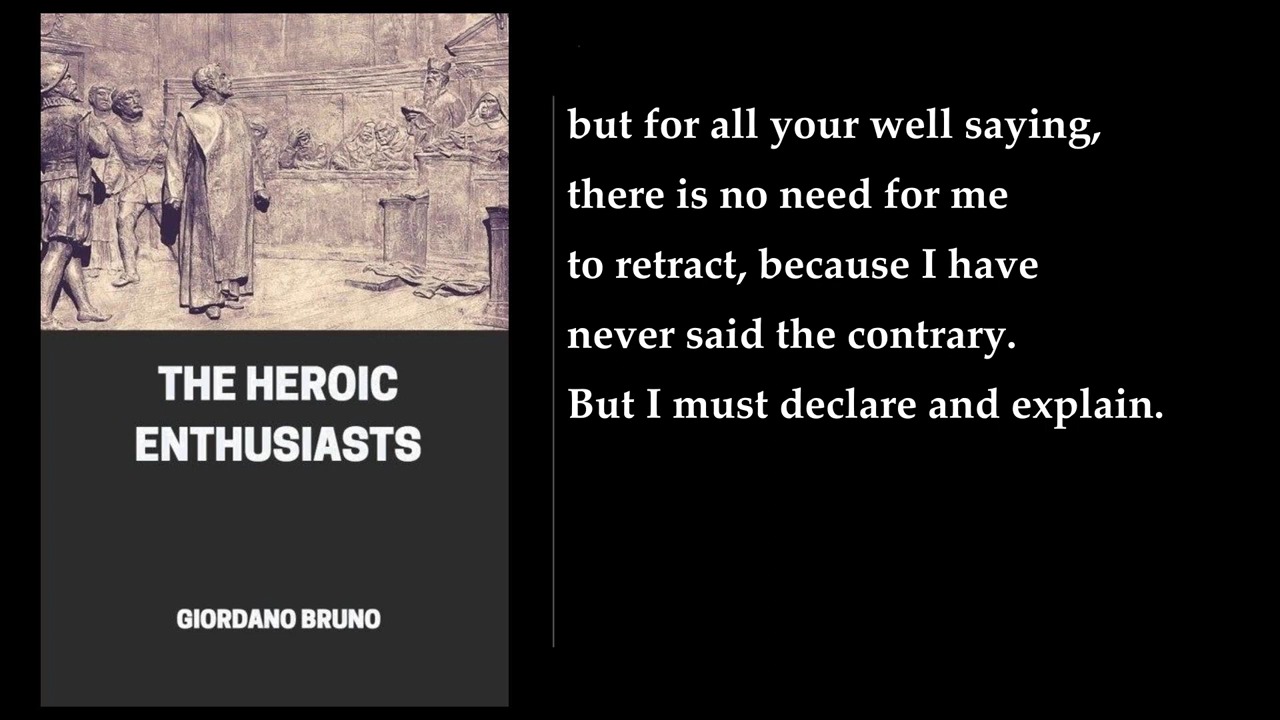 THE HEROIC
ENTHUSIASTS
GIORDANO BRUNO
but for all your well saying,
there is no need for me
to retract, because I have
never said the contrary.
But I must declare and explain.